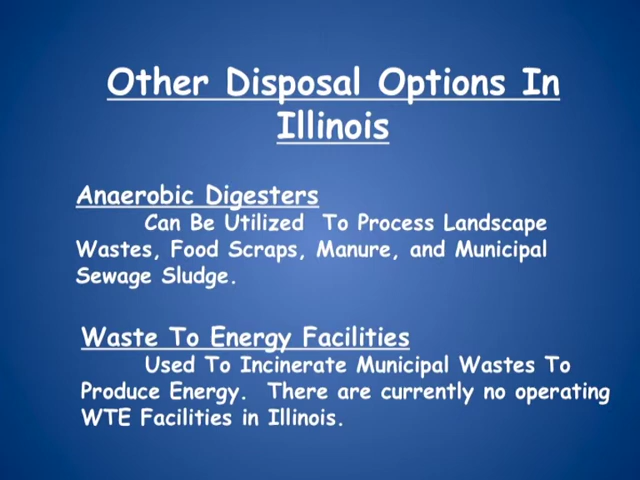 Other Disposal Options In
Illinois
Anaerobic Digesters
Can Be Utilized To Process Landscape
Wastes, Food Scraps, Manure, and Municipal
Sewage Sludge.
Waste To Energy Facilities
Used To Incinerate Municipal Wastes To
Produce Energy. There are currently no operating
WTE Facilities in Illinois.